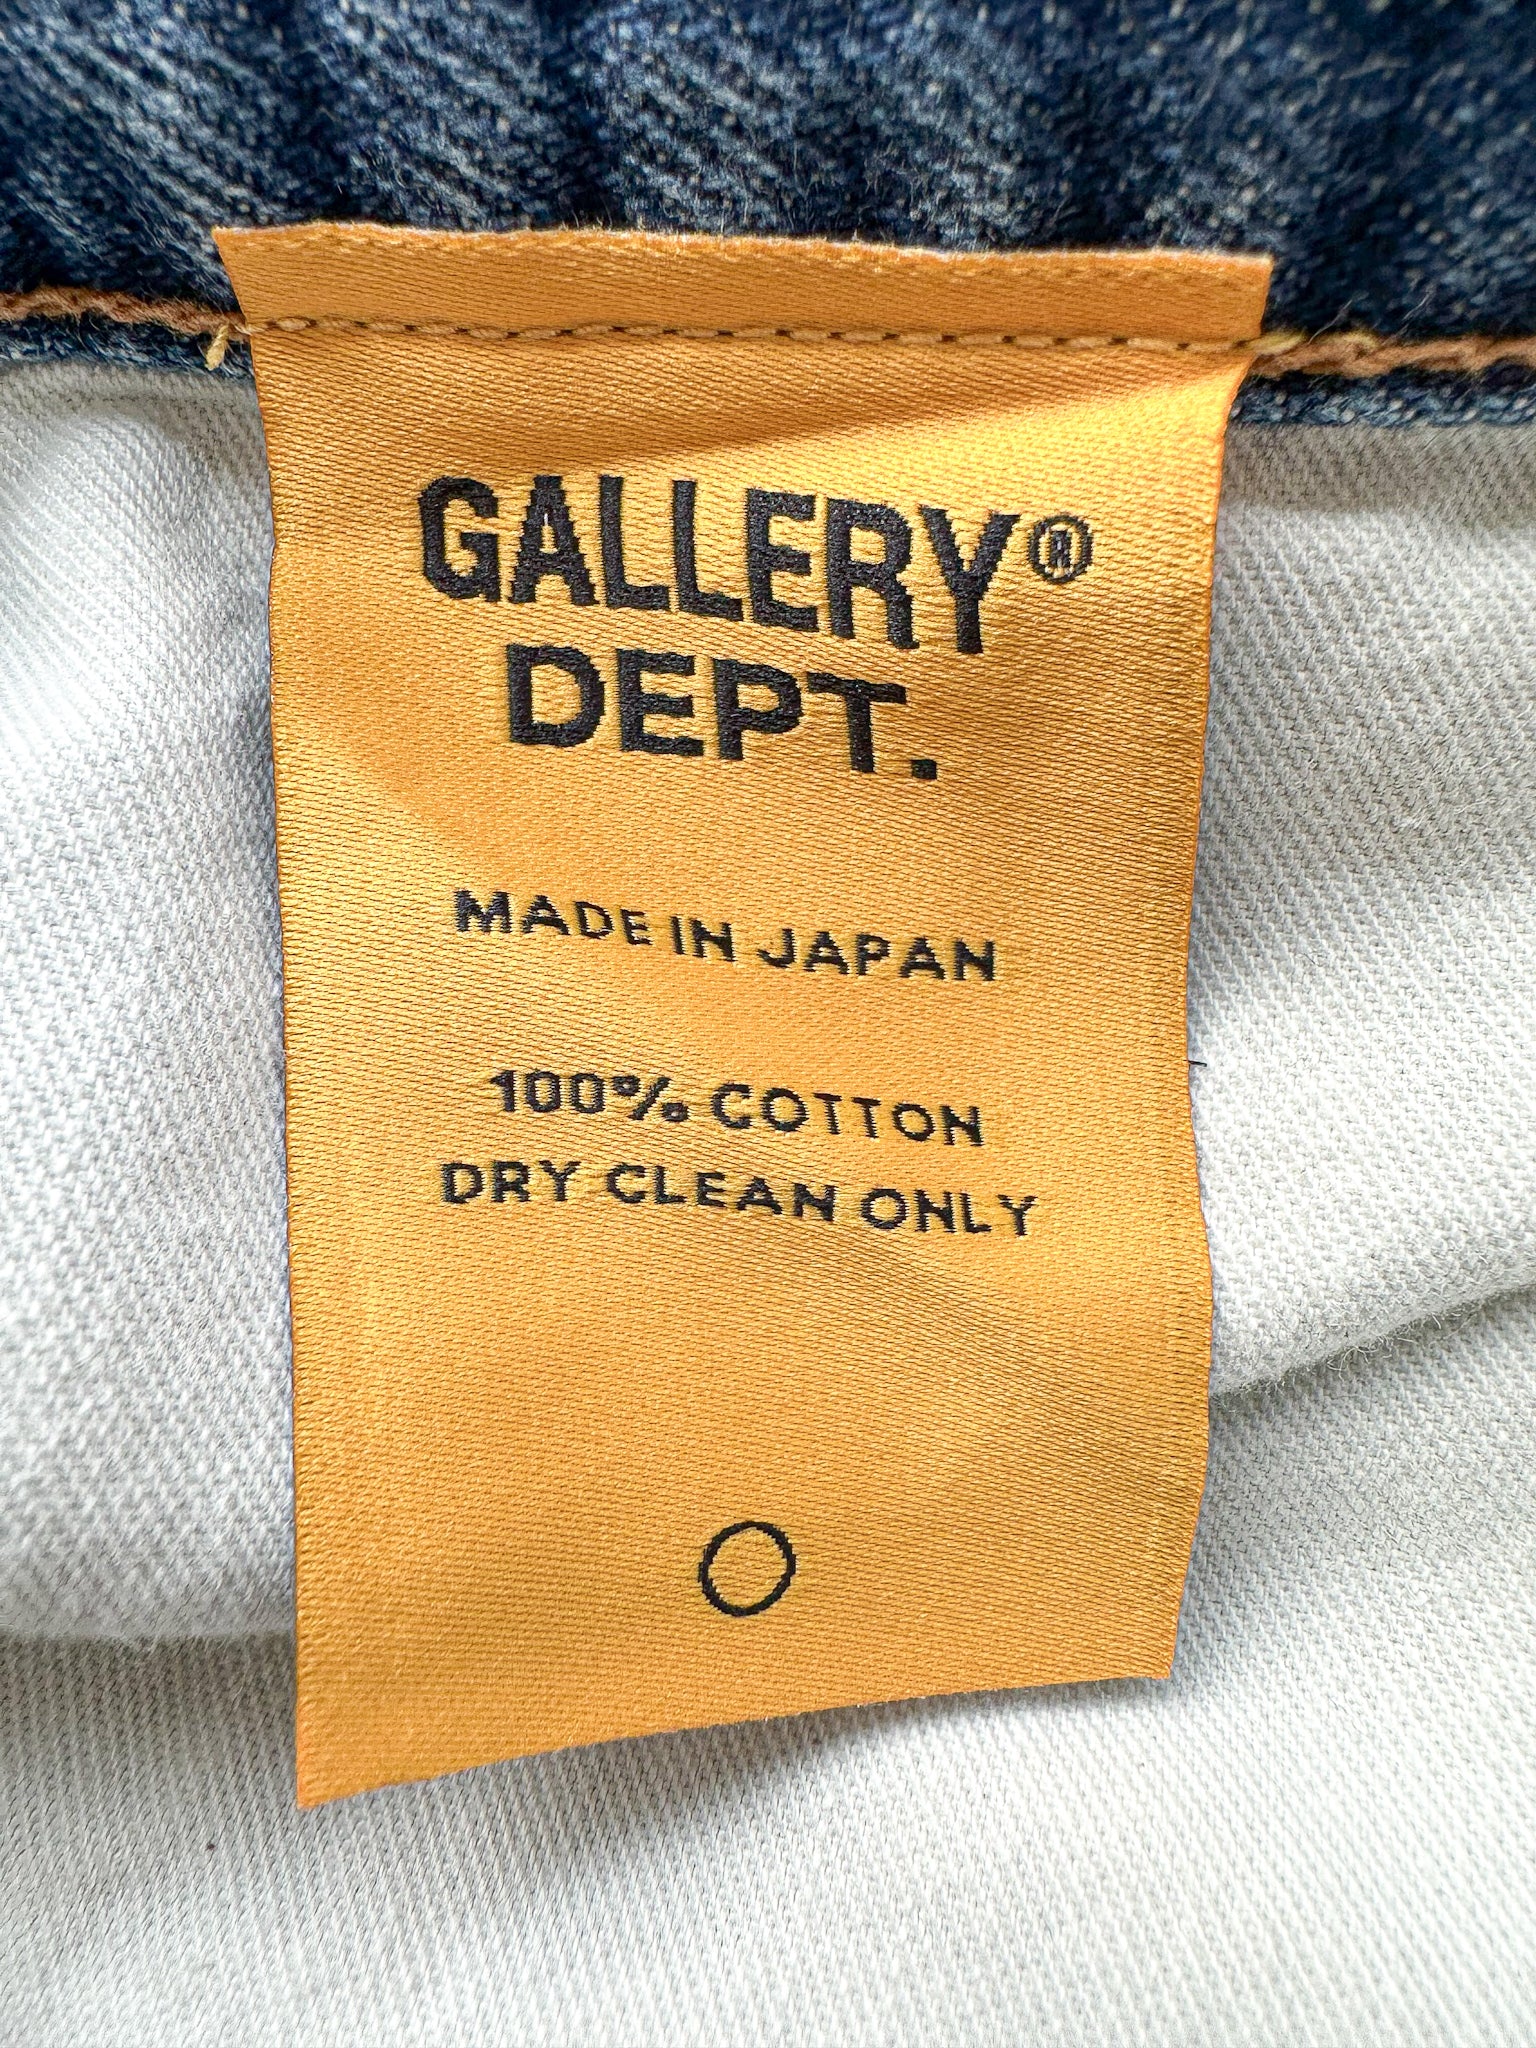 GALLERY®
DEPT.
MADE IN JAPAN
100% COTTON
DRY CLEAN ONLY